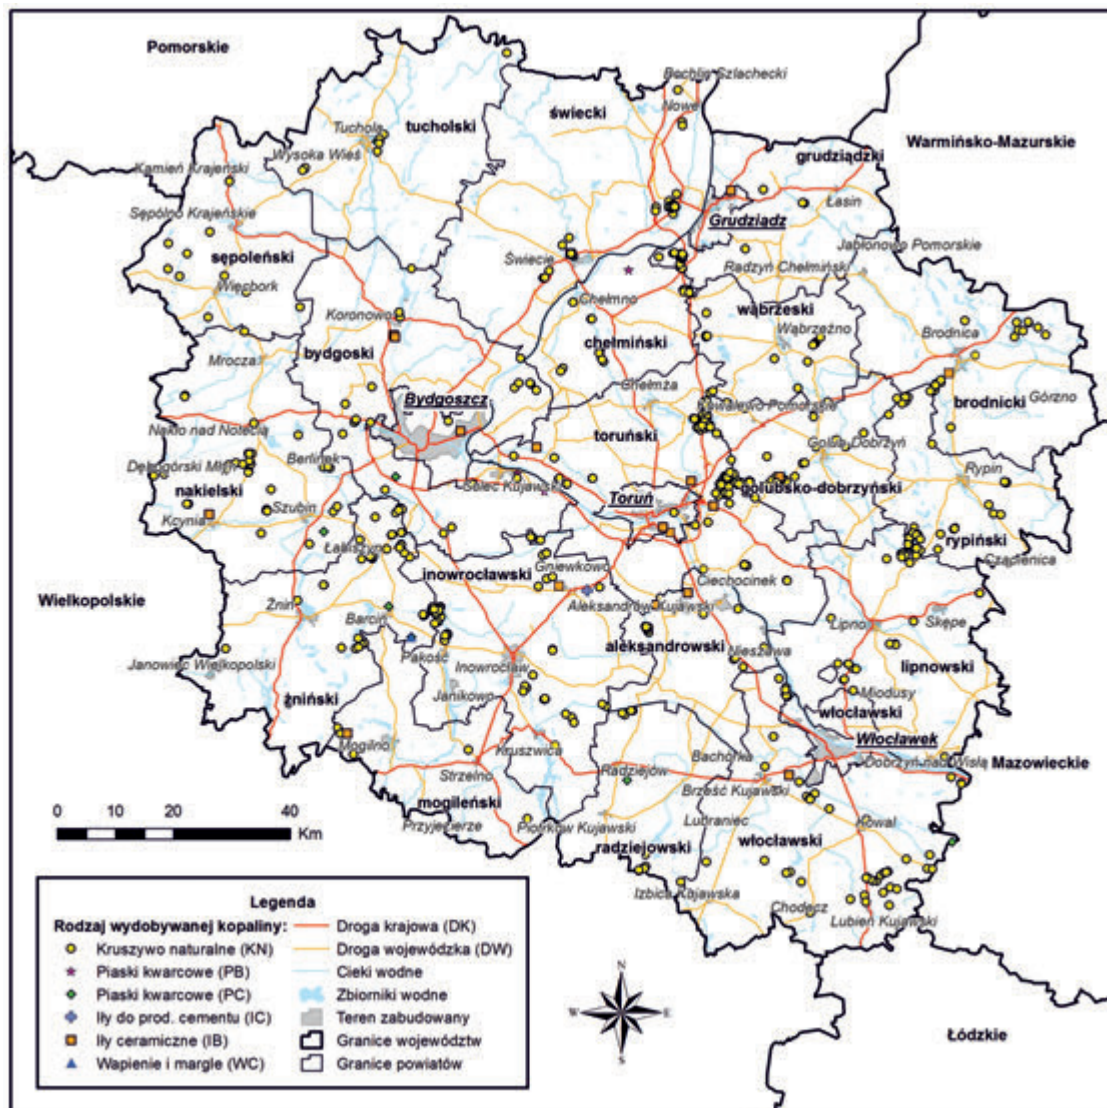 Pomorskie
Bochlin Szlachecki
świecki
Nowe
tucholski
Tuchola
Warmińsko-Mazurskie
Wysoka Wieś
grudziądzki
Kamień Krajeński
Łasin
Sępólno Krajeńskie
Grudziądz
Jabłonowo Pomorskie
sępoleński
Świecie
Radzyń Chełmiński
Więcbork
Chełmno
wąbrzeski
Koronowo
Wąbrzeźno
Brodnica
Mrocza
bydgoski
chełmiński
Chełmża
Bydgoszcz
Kowalewo Pomorskie
brodnicki
Górzno
Nakło nad Notecią
toruński
Golub Dobrzyń
Berlinek
Dębogórski Młyn
Rypin
nakielski
Solec Kujawski
Toruń
golubsko-dobrzyński
Szubin
Kcynia
rypiński
Łabiszyn
Czapienica
inowrocławski
Gniewkowo
Ciechocinek
Wielkopolskie
Żnin
Barcin
Aleksandrów Kujawski
Lipno
Skępe
Pakość
aleksandrowski
Nieszawa
Janowiec Wielkopolski
Inowrocław
lipnowski
Janikowo
Miodusy
żniński
włocławski
Mogilno
Kruszwica
Włocławek
Bachorka
Dobrzyń nad Wisłą
Mazowieckie
Strzelno
Radziejów
Brześć Kujawski
mogileński
Lubraniec
Kowal
0 10 20 40
Km
Przyjezierze
Piotrków Kujawski
włocławski
radziejowski
Izbica Kujawska
Chodecz
Lubień Kujawski
Legenda
Rodzaj wydobywanej kopaliny:
Droga krajowa (DK)
Kruszywo naturalne (KN)
Droga wojewódzka (DW)
Piaski kwarcowe (PB)
Cieki wodne
Piaski kwarcowe (PC)
Zbiorniki wodne
Iły do prod. cementu (IC)
Teren zabudowany
Iły ceramiczne (IB)
Granice województw
Wapienie i margle (WC)
Granice powiatów
N
W E
S
Łódzkie